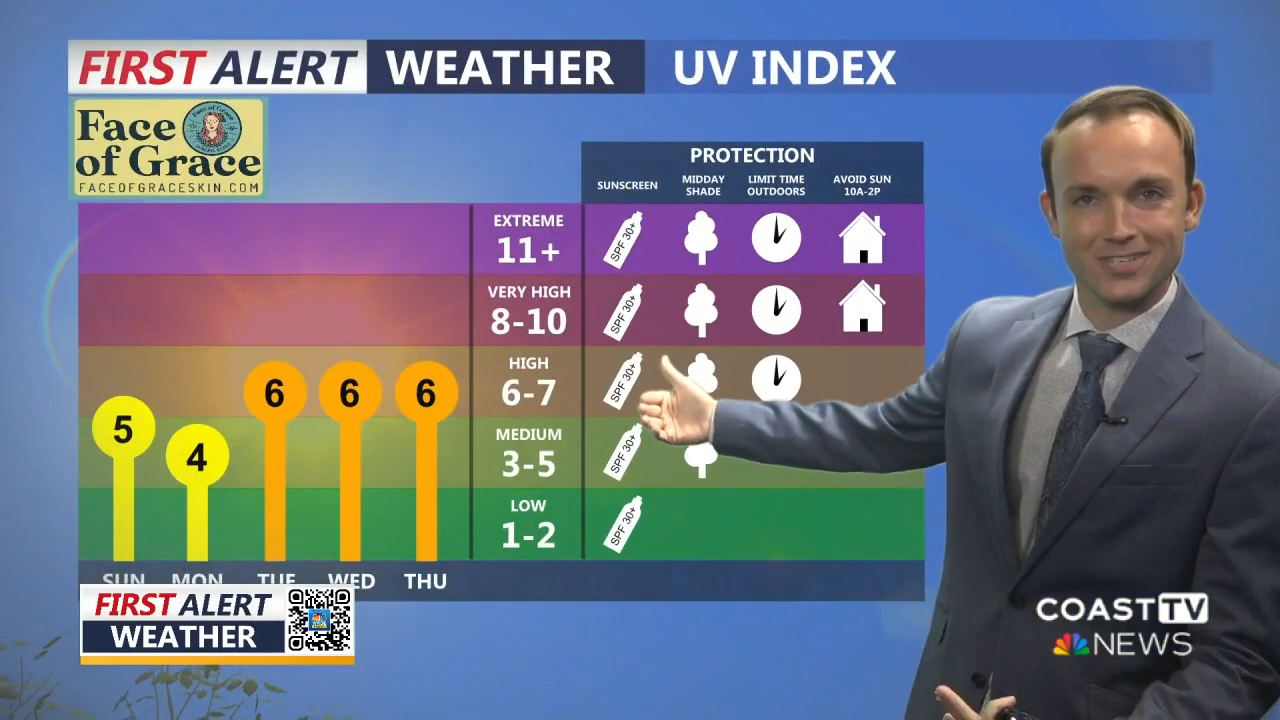 FIRST ALERT WEATHER UV INDEX
Face of Grace
Face
of Grace
FACEOFGRACESKIN.COM
PROTECTION
SUNSCREEN
MIDDAY
SHADE
LIMIT TIME
OUTDOORS
AVOID SUN
10A-2P
EXTREME
11+
SPF 30+
VERY HIGH
8-10
SPF 30+
HIGH
6-7
SPF 30+
MEDIUM
3-5
SPF 30+
LOW
1-2
SPF 30+
5
4
6
6
6
SUN MON TUE WED THU
FIRST ALERT
WEATHER
COAST TV
NEWS